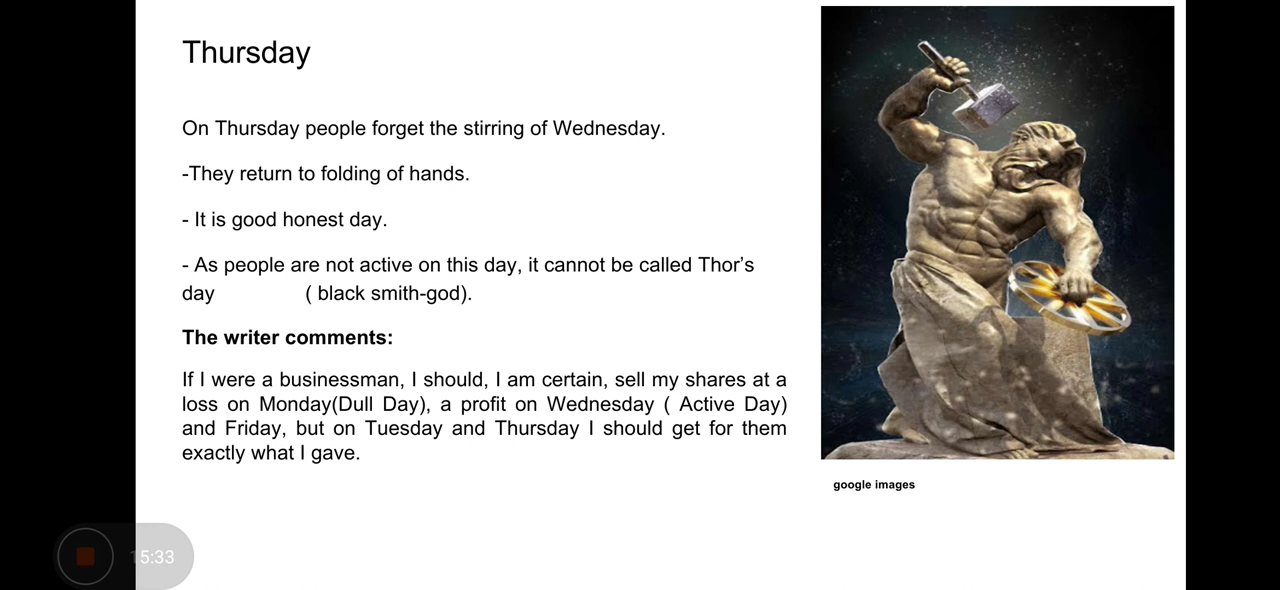 Thursday
On Thursday people forget the stirring of Wednesday.
-They return to folding of hands.
- It is good honest day.
- As people are not active on this day, it cannot be called Thor's
day ( black smith-god).
The writer comments:
If I were a businessman, I should, I am certain, sell my shares at a
loss on Monday(Dull Day), a profit on Wednesday ( Active Day)
and Friday, but on Tuesday and Thursday I should get for them
exactly what I gave.
google images
15:33